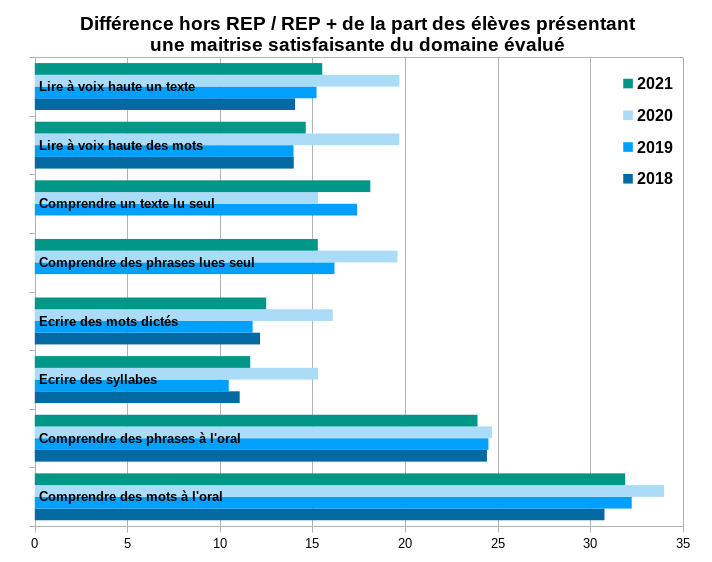 Différence hors REP / REP + de la part des élèves présentant
une maitrise satisfaisante du domaine évalué
Lire à voix haute un texte
Lire à voix haute des mots
Comprendre un texte lu seul
Comprendre des phrases lues seul
Ecrire des mots dictés
Ecrire des syllabes
Comprendre des phrases à l'oral
Comprendre des mots à l'oral
2021
2020
2019
2018
0 5 10 15 20 25 30 35